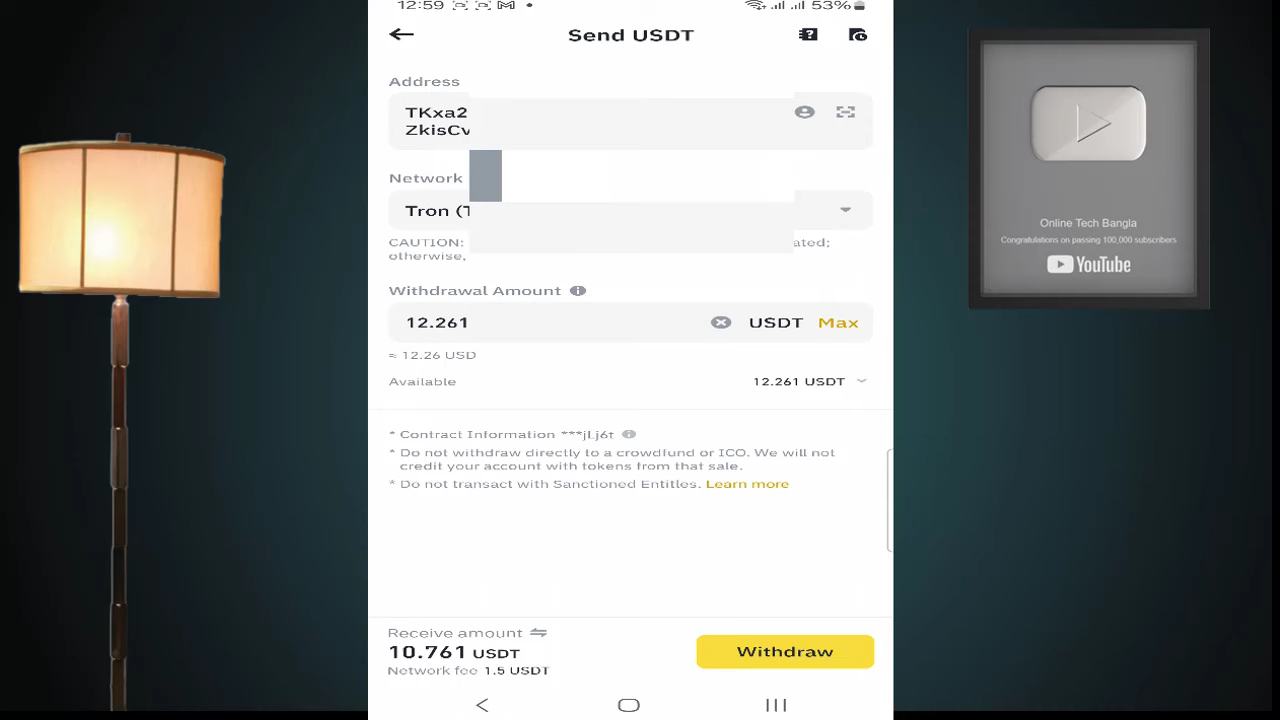 12:59
53%
Send USDT
Address
TKxa2
ZkisCv
Network
Tron (T
CAUTION: ated;
otherwise,
Withdrawal Amount
12.261 USDT Max
≈ 12.26 USD
Available 12.261 USDT
* Contract Information ***jLj6t
* Do not withdraw directly to a crowdfund or ICO. We will not
credit your account with tokens from that sale.
* Do not transact with Sanctioned Entitles. Learn more
Receive amount
10.761 USDT
Network fee 1.5 USDT
Withdraw
Online Tech Bangla
Congratulations on passing 100,000 subscribers
YouTube